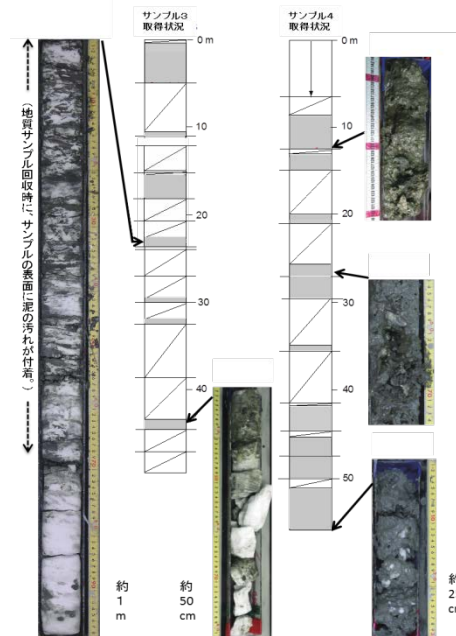 サンプル3
取得状況
サンプル4
取得状況
0 m
10
20
30
40
0 m
10
20
30
40
50
（地質サンプル回収時に、サンプルの表面に泥の汚れが付着。）
約
1
m
約
50
cm
約
2
cm